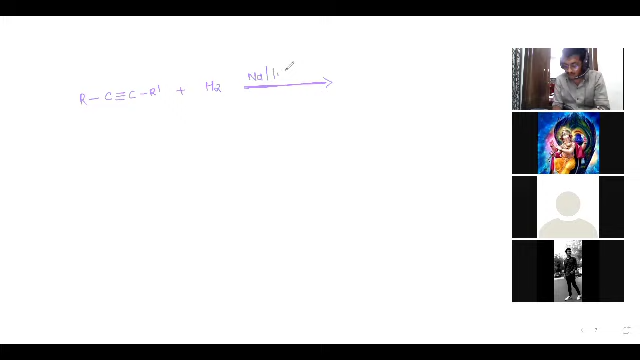 Na/l
R — C ≡ C — R' + H2